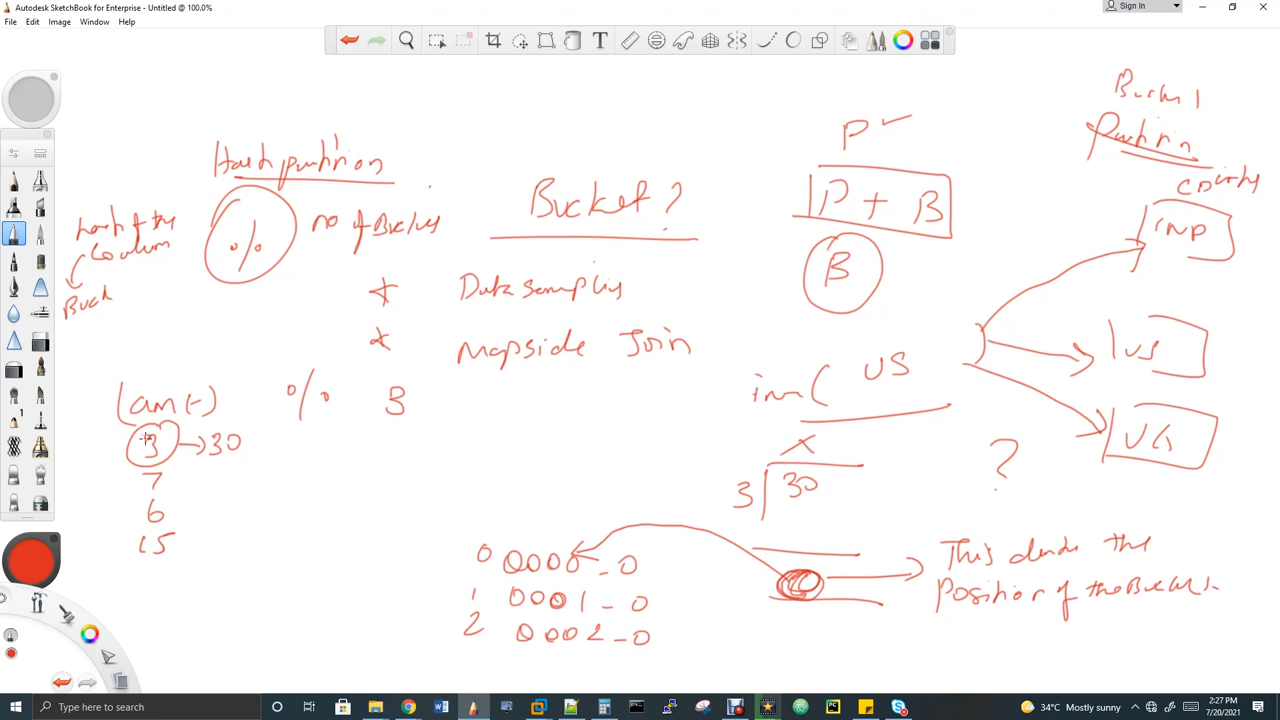 Autodesk SketchBook for Enterprise - Untitled @ 100.0%
Sign In
File Edit Image Window Help
Bucket
Partition
country
P
P + B
B
Hash partition
hash of the
column
%
no of Buckets
Bucket ?
* Data sampling
* Mapside Join
INP
US
UK
US
(amt) % 3
3 → 30
7
6
15
3 30
?
0 0000_0
1 0001_0
2 0002_0
0
This denote the
Position of the Bucket
Type here to search
34°C Mostly sunny
2:27 PM
7/20/2021